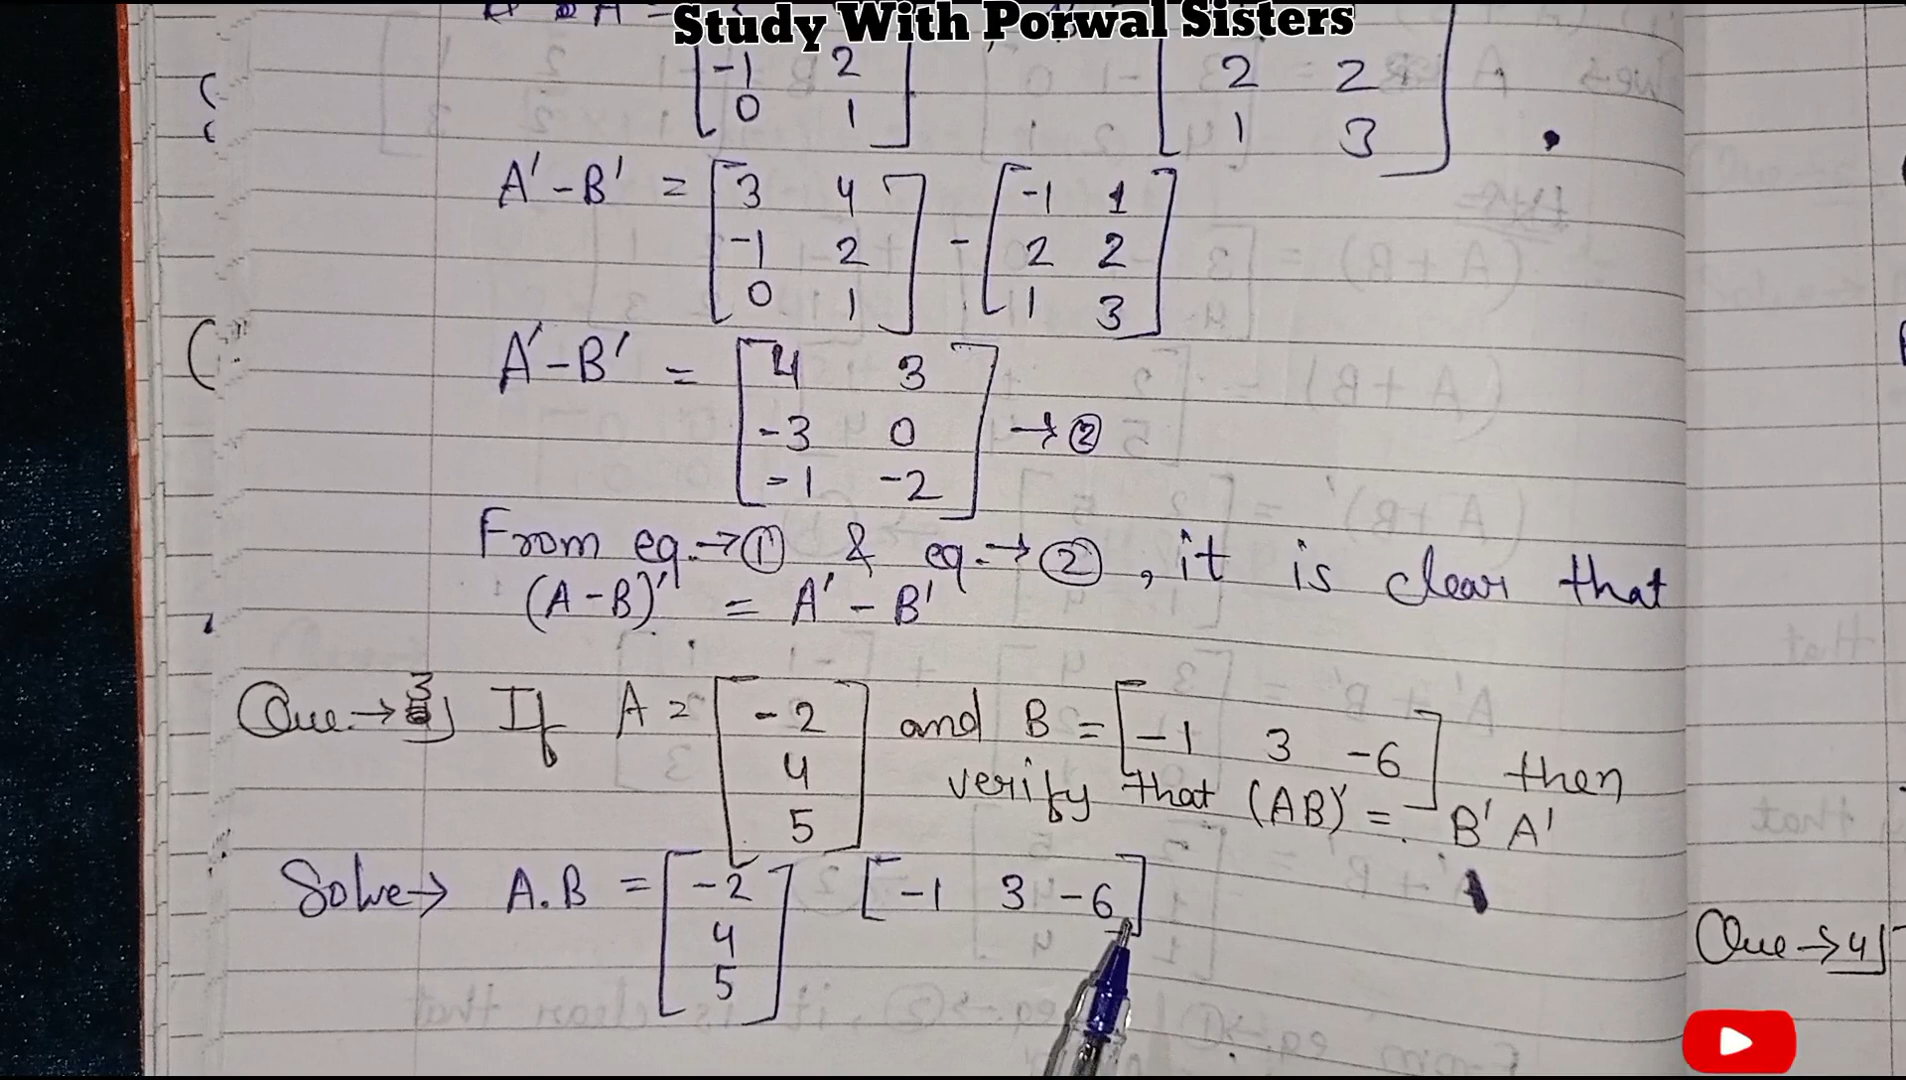 Study With Porwal Sisters
-1 2
0 1
2 2
1 3
A'-B' = [3 4 -1 2 0 1] - [-1 1 2 2 1 3]
A'-B' = [4 3 -3 0 -1 -2] → ②
From eq.→① & eq.→②, it is clear that
(A-B)' = A' - B'
Que.→3) If A = [-2 4 5] and B = [-1 3 -6] then
verify that (AB)' = B'A'
Solve→ A.B = [-2 4 5] [-1 3 -6]
Que→4)